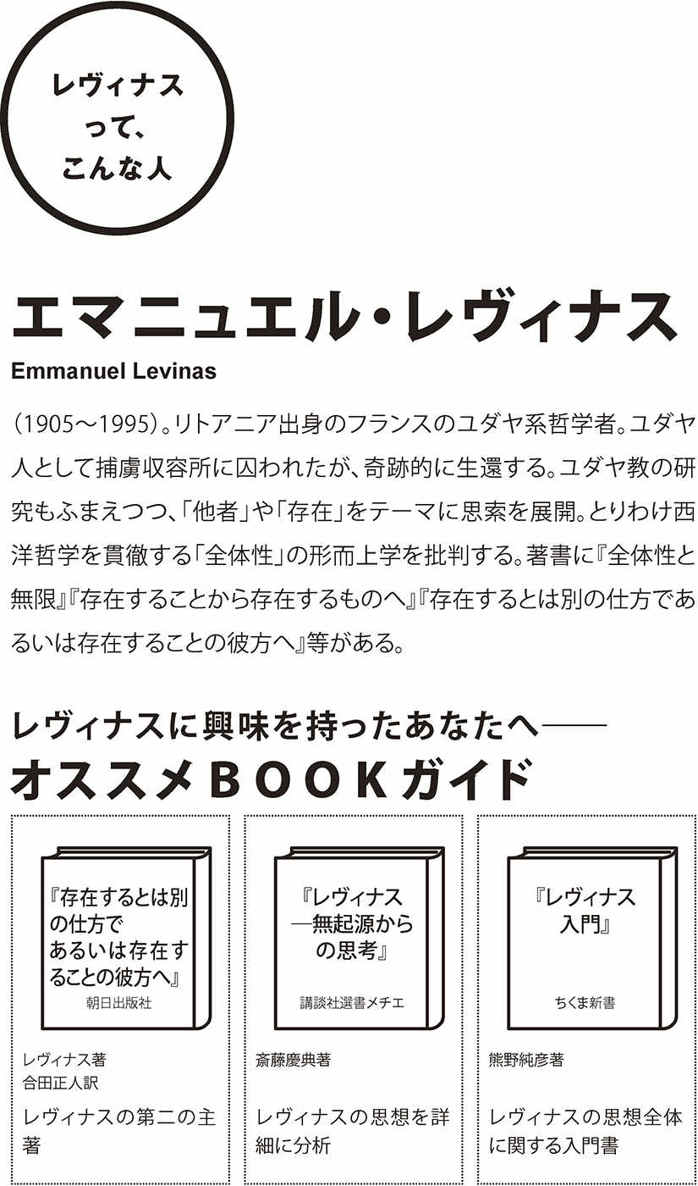 レヴィナス
って、
こんな人
エマニュエル・レヴィナス
Emmanuel Levinas
（1905～1995）。リトアニア出身のフランスのユダヤ系哲学者。ユダヤ
人として捕虜収容所に囚われたが、奇跡的に生還する。ユダヤ教の研
究もふまえつつ、「他者」や「存在」をテーマに思索を展開。とりわけ西
洋哲学を貫徹する「全体性」の形而上学を批判する。著書に『全体性と
無限』『存在することから存在するものへ』『存在するとは別の仕方であ
るいは存在することの彼方へ』等がある。
レヴィナスに興味を持ったあなたへ――
オススメBOOKガイド
『存在するとは別
の仕方で
あるいは存在す
ることの彼方へ』
朝日出版社
レヴィナス著
合田正人訳
レヴィナスの第二の主
著
『レヴィナス
―無起源から
の思考』
講談社選書メチエ
斎藤慶典著
レヴィナスの思想を詳
細に分析
『レヴィナス
入門』
ちくま新書
熊野純彦著
レヴィナスの思想全体
に関する入門書